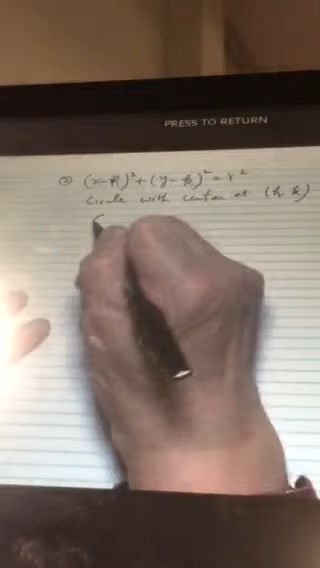 PRESS TO RETURN
② (x-h)²+(y-k)²=r²
Circle with center at (h, k)